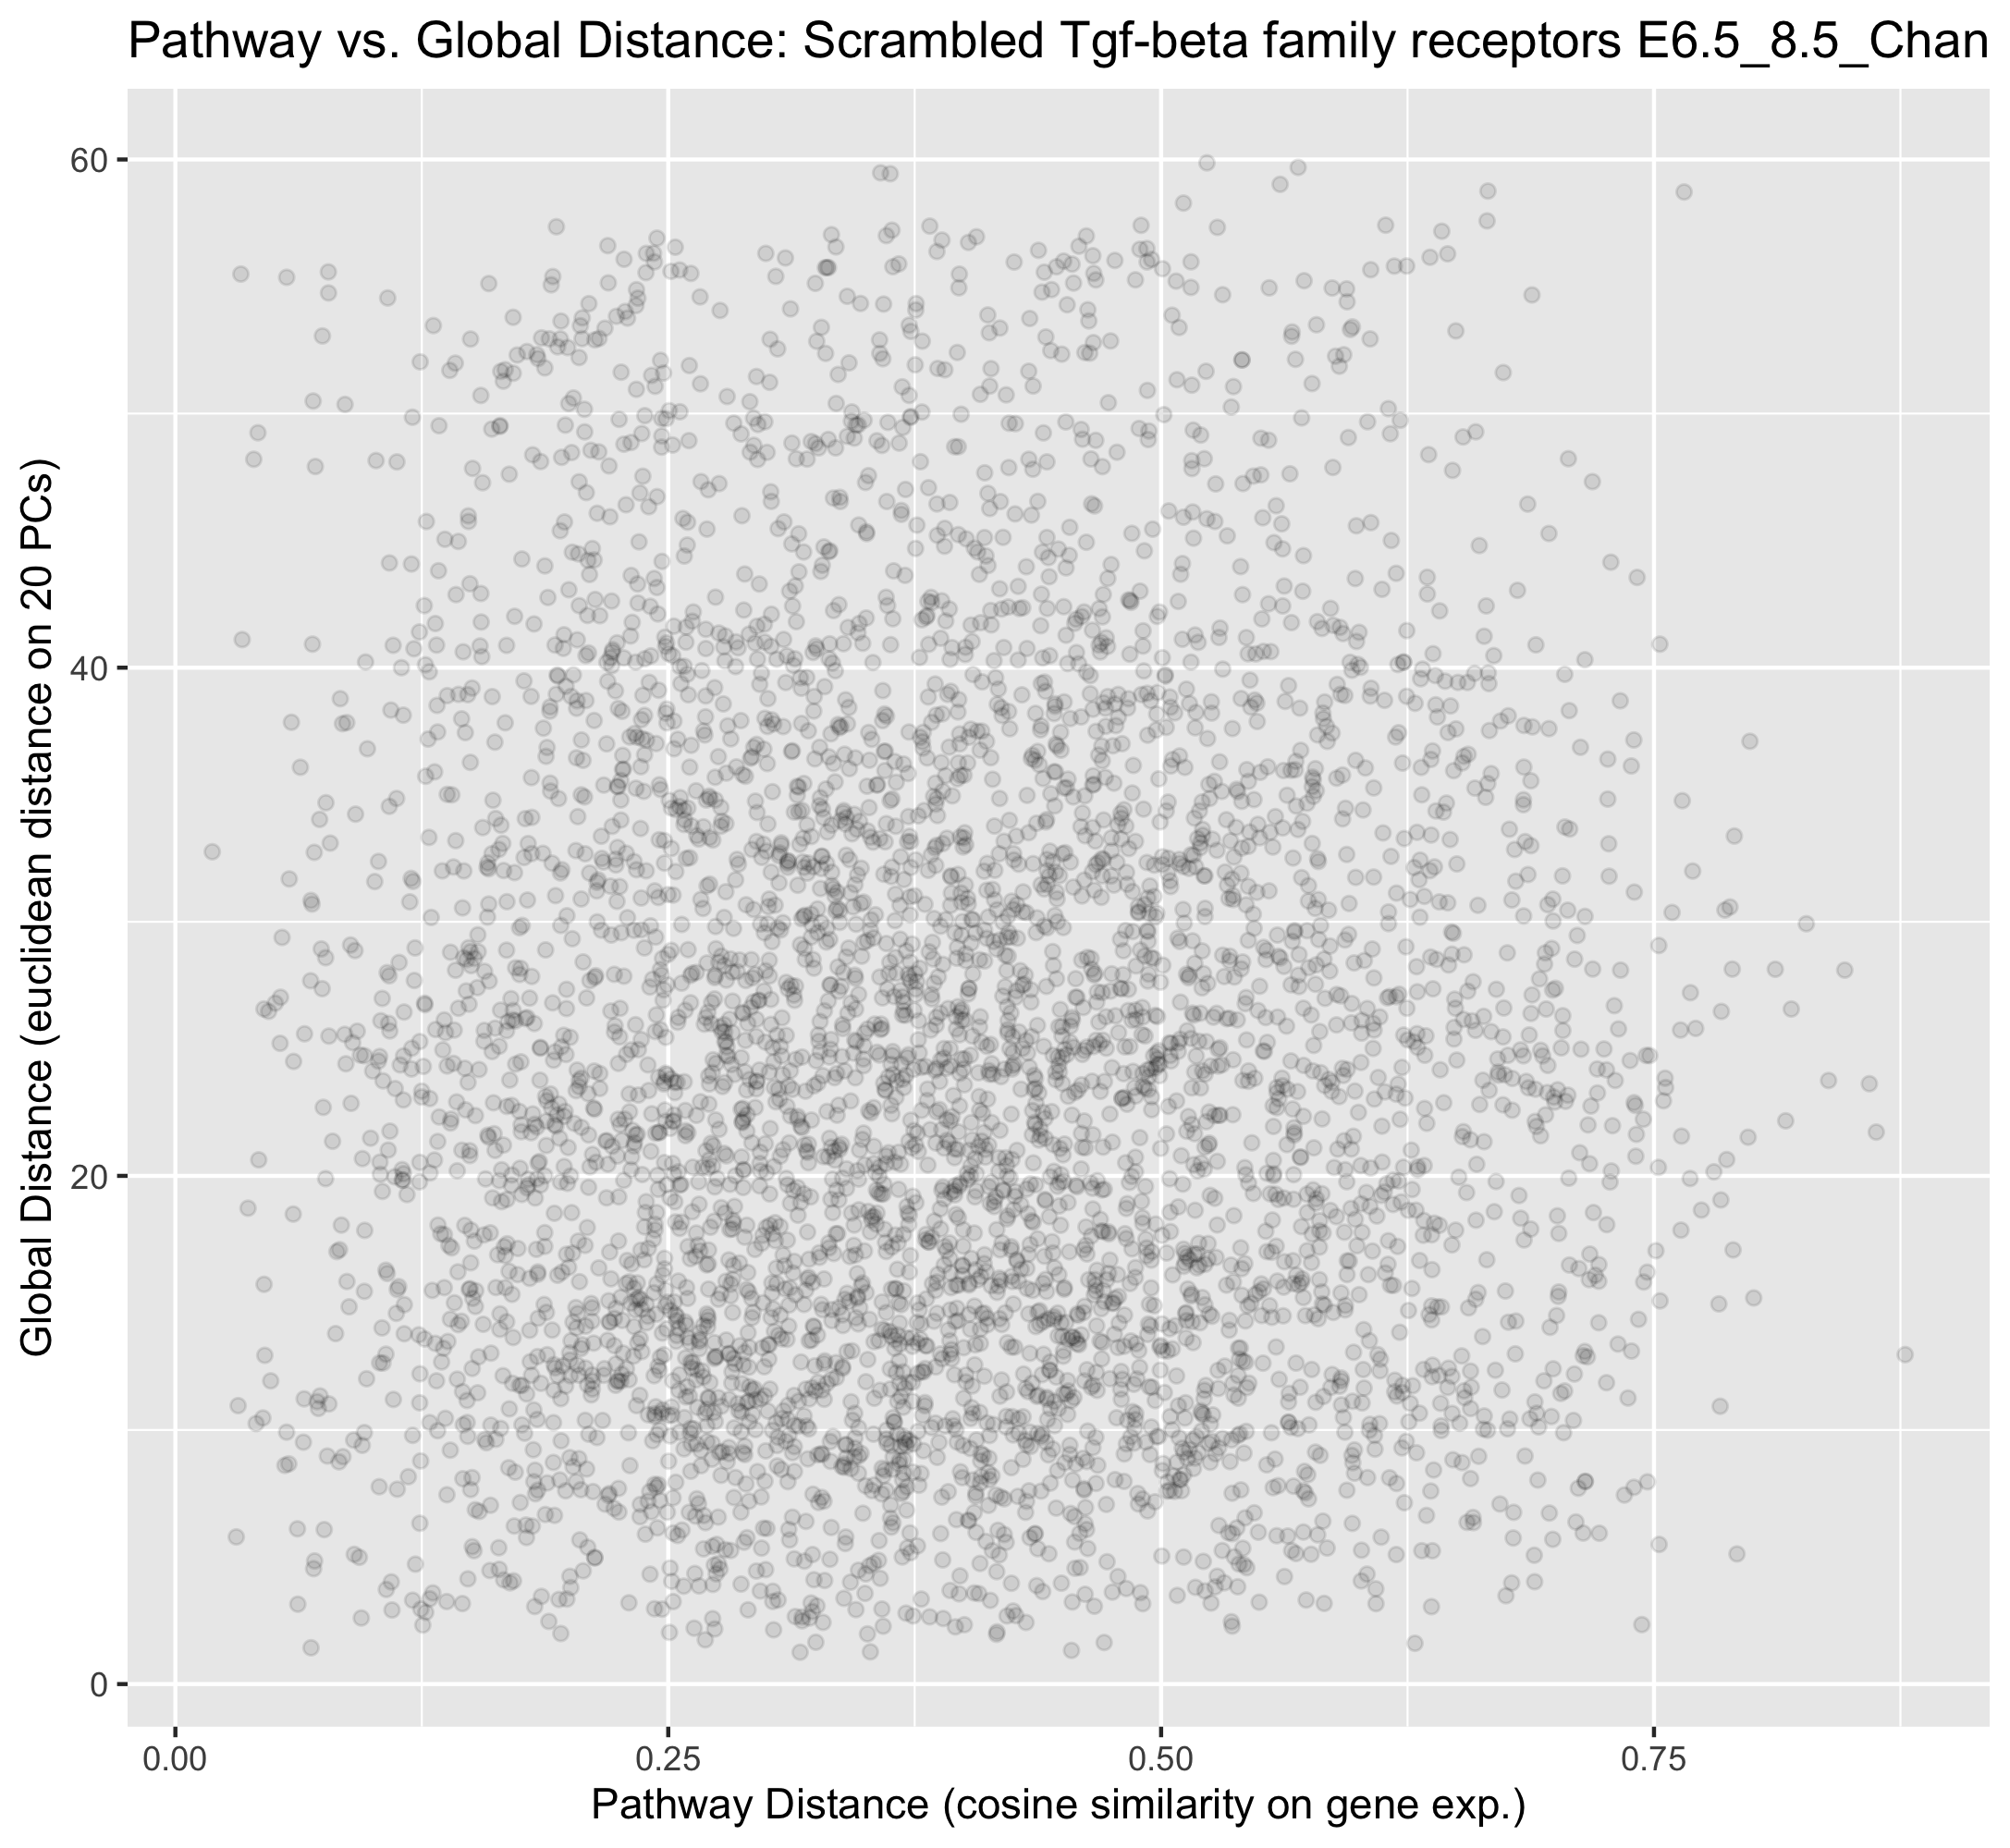 Pathway vs. Global Distance: Scrambled Tgf-beta family receptors E6.5_8.5_Chan
Global Distance (euclidean distance on 20 PCs)
60
40
20
0
0.00 0.25 0.50 0.75
Pathway Distance (cosine similarity on gene exp.)